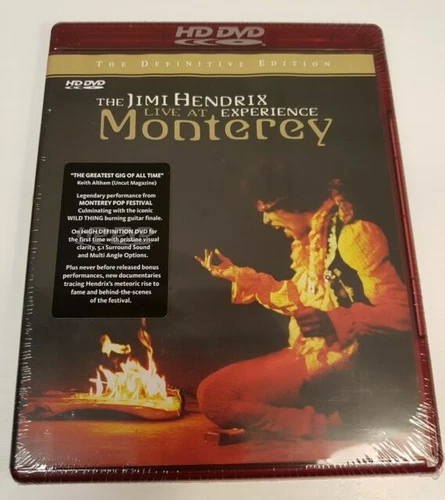 HD DVD
THE DEFINITIVE EDITION
HD DVD
THE JIMI HENDRIX
LIVE AT EXPERIENCE
Monterey
"THE GREATEST GIG OF ALL TIME"
Keith Altham (Uncut Magazine)
Legendary performance from
MONTEREY POP FESTIVAL
Culminating with the iconic
WILD THING burning guitar finale.
On HIGH DEFINITION DVD for
the first time with pristine visual
clarity, 5.1 Surround Sound
and Multi Angle Options.
Plus never before released bonus
performances, new documentaries
tracing Hendrix's meteoric rise to
fame and behind-the-scenes
of the festival.